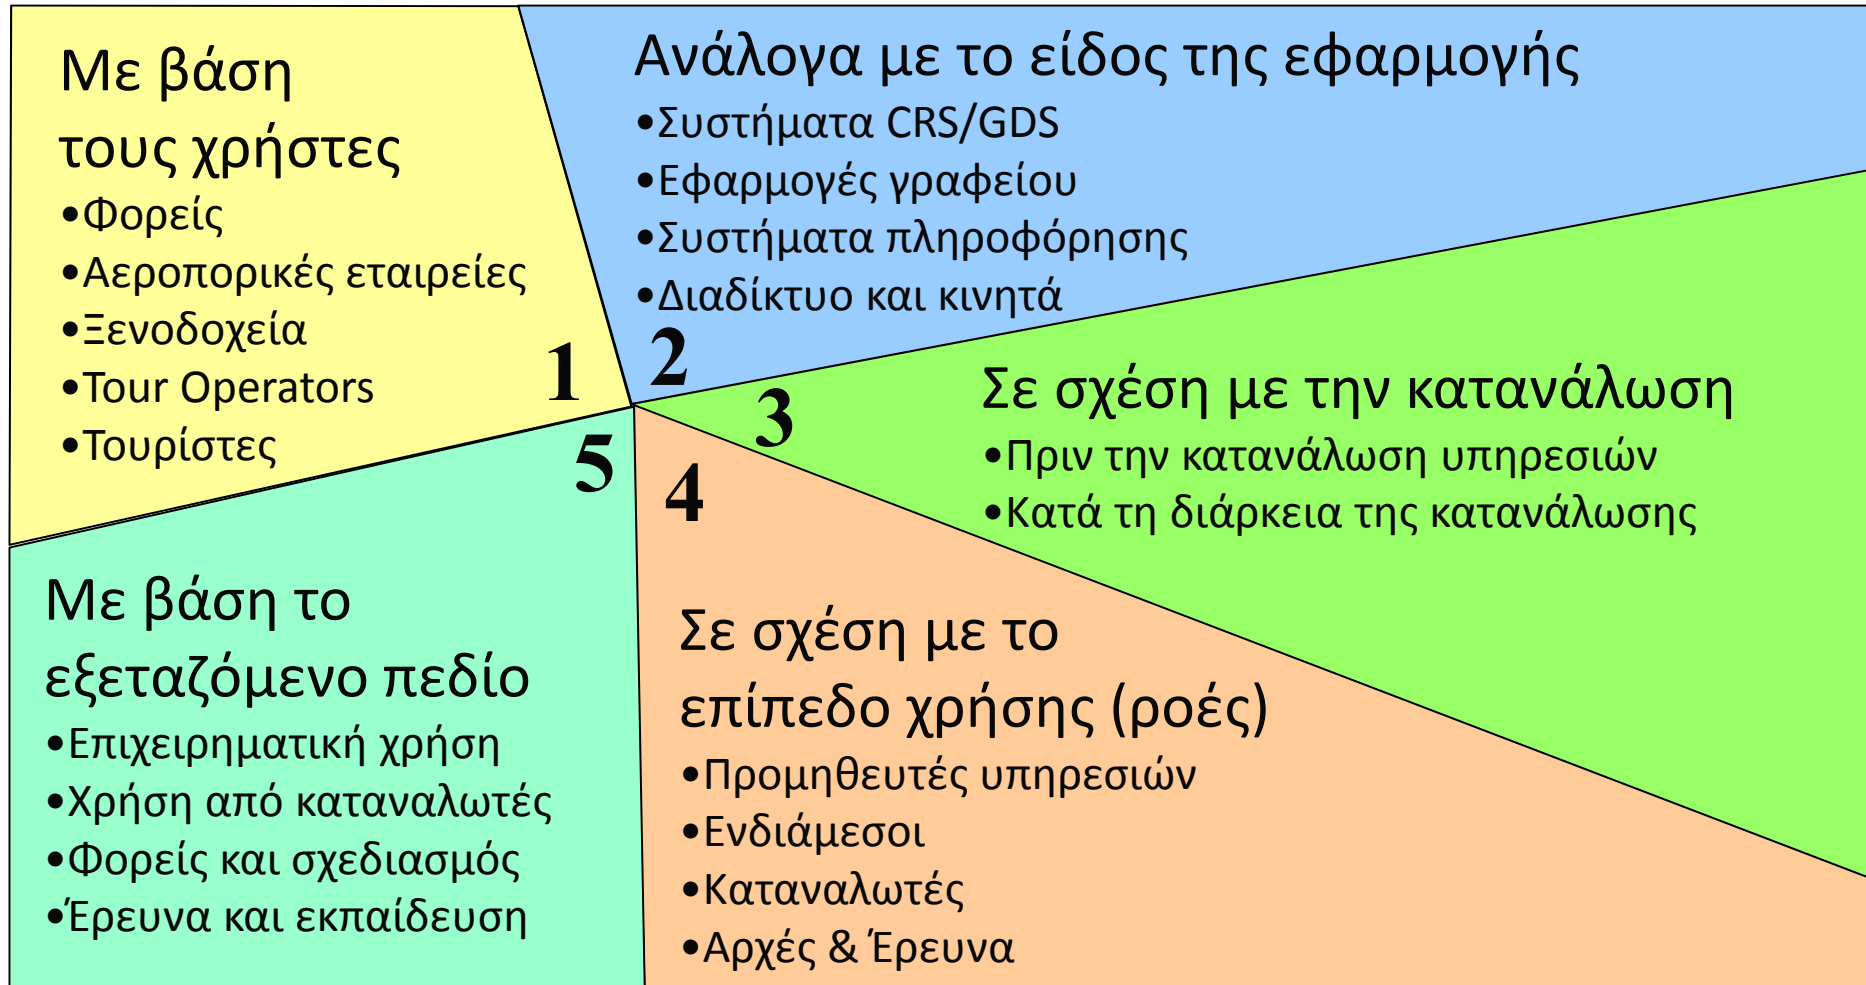 Με βάση
τους χρήστες
•Φορείς
•Αεροπορικές εταιρείες
•Ξενοδοχεία
•Tour Operators
•Τουρίστες
1
Ανάλογα με το είδος της εφαρμογής
•Συστήματα CRS/GDS
•Εφαρμογές γραφείου
•Συστήματα πληροφόρησης
•Διαδίκτυο και κινητά
2
3
Σε σχέση με την κατανάλωση
•Πριν την κατανάλωση υπηρεσιών
•Κατά τη διάρκεια της κατανάλωσης
4
Σε σχέση με το
επίπεδο χρήσης (ροές)
•Προμηθευτές υπηρεσιών
•Ενδιάμεσοι
•Καταναλωτές
•Αρχές & Έρευνα
5
Με βάση το
εξεταζόμενο πεδίο
•Επιχειρηματική χρήση
•Χρήση από καταναλωτές
•Φορείς και σχεδιασμός
•Έρευνα και εκπαίδευση